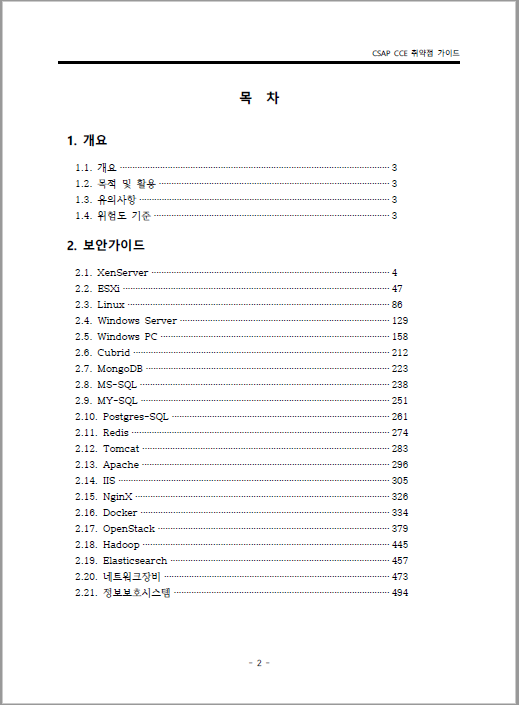 CSAP CCE 취약점 가이드
목 차
1. 개요
1.1. 개요 3
1.2. 목적 및 활용 3
1.3. 유의사항 3
1.4. 위험도 기준 3
2. 보안가이드
2.1. XenServer 4
2.2. ESXi 47
2.3. Linux 86
2.4. Windows Server 129
2.5. Windows PC 158
2.6. Cubrid 212
2.7. MongoDB 223
2.8. MS-SQL 238
2.9. MY-SQL 251
2.10. Postgres-SQL 261
2.11. Redis 274
2.12. Tomcat 283
2.13. Apache 296
2.14. IIS 305
2.15. NginX 326
2.16. Docker 334
2.17. OpenStack 379
2.18. Hadoop 445
2.19. Elasticsearch 457
2.20. 네트워크장비 473
2.21. 정보보호시스템 494
- 2 -